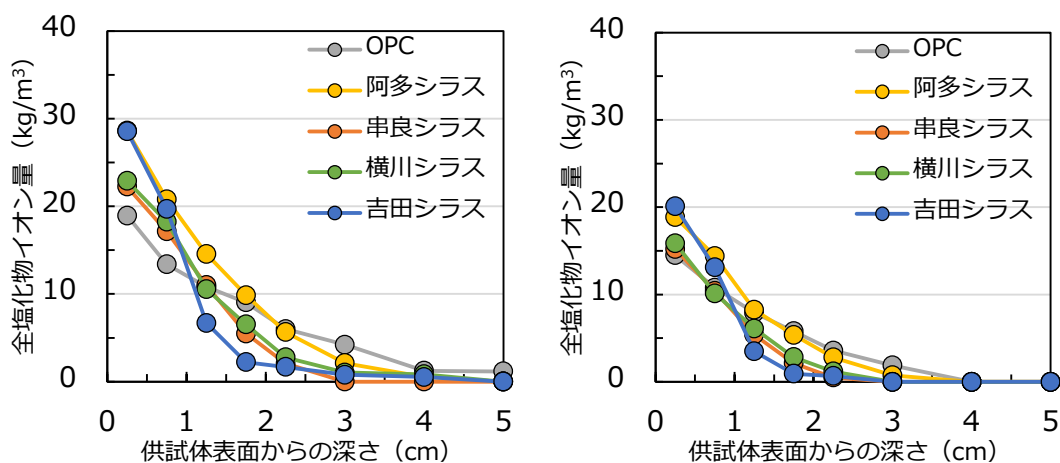 全塩化物イオン量（kg/m³）
40
30
20
10
0
OPC
阿多シラス
串良シラス
横川シラス
吉田シラス
0 1 2 3 4 5
供試体表面からの深さ（cm）
全塩化物イオン量（kg/m³）
40
30
20
10
0
OPC
阿多シラス
串良シラス
横川シラス
吉田シラス
0 1 2 3 4 5
供試体表面からの深さ（cm）